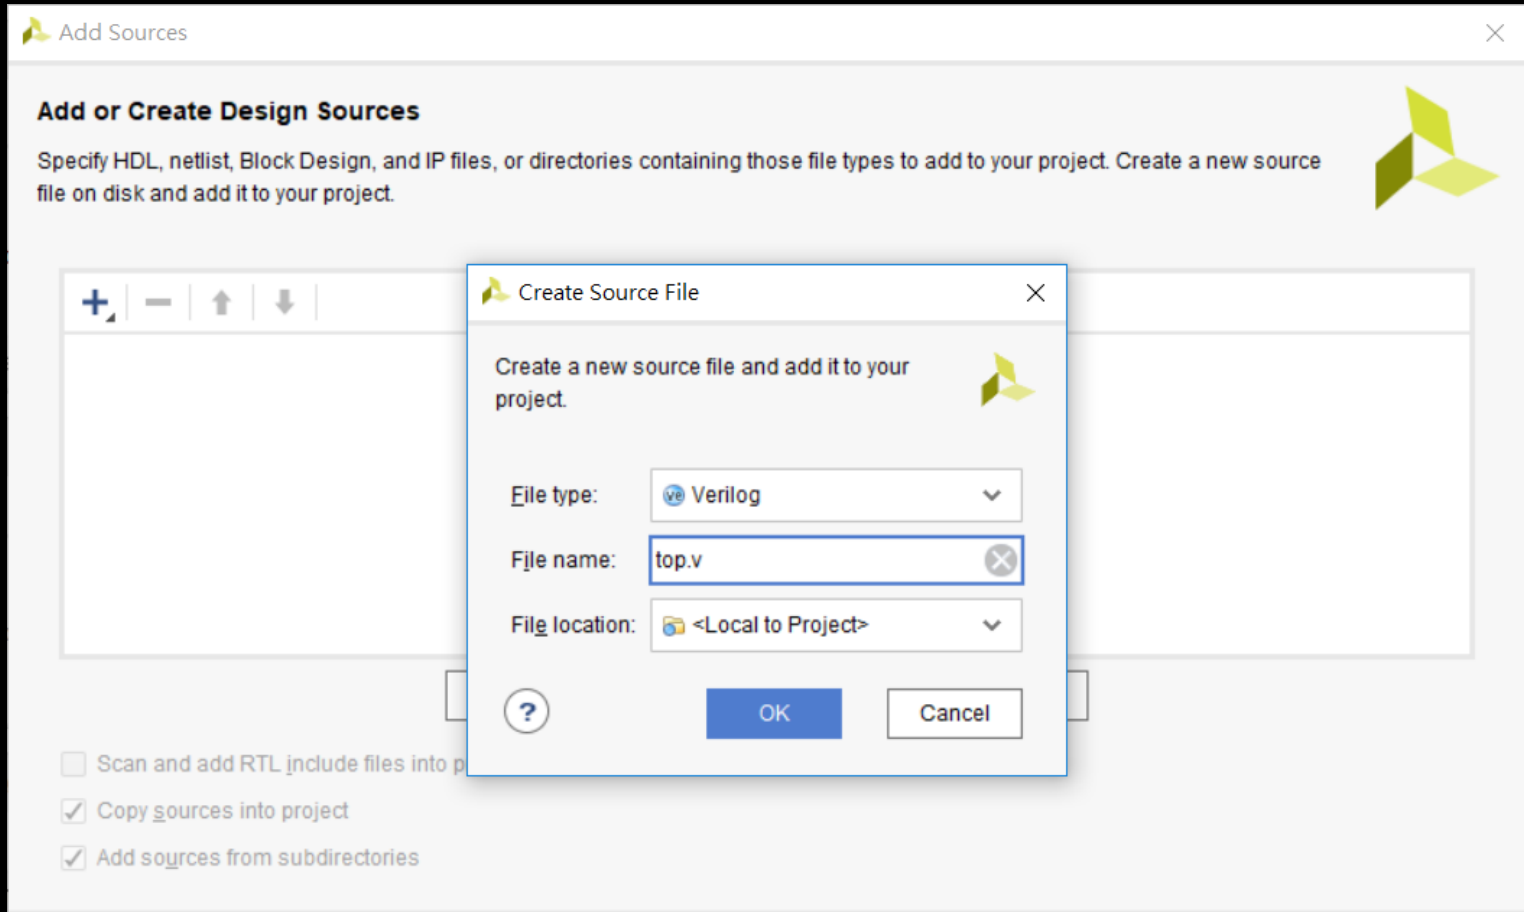 Add Sources
Add or Create Design Sources
Specify HDL, netlist, Block Design, and IP files, or directories containing those file types to add to your project. Create a new source
file on disk and add it to your project.
Create Source File
Create a new source file and add it to your
project.
File type: Verilog
File name: top.v
File location: <Local to Project>
?
OK Cancel
Scan and add RTL include files into p
Copy sources into project
Add sources from subdirectories